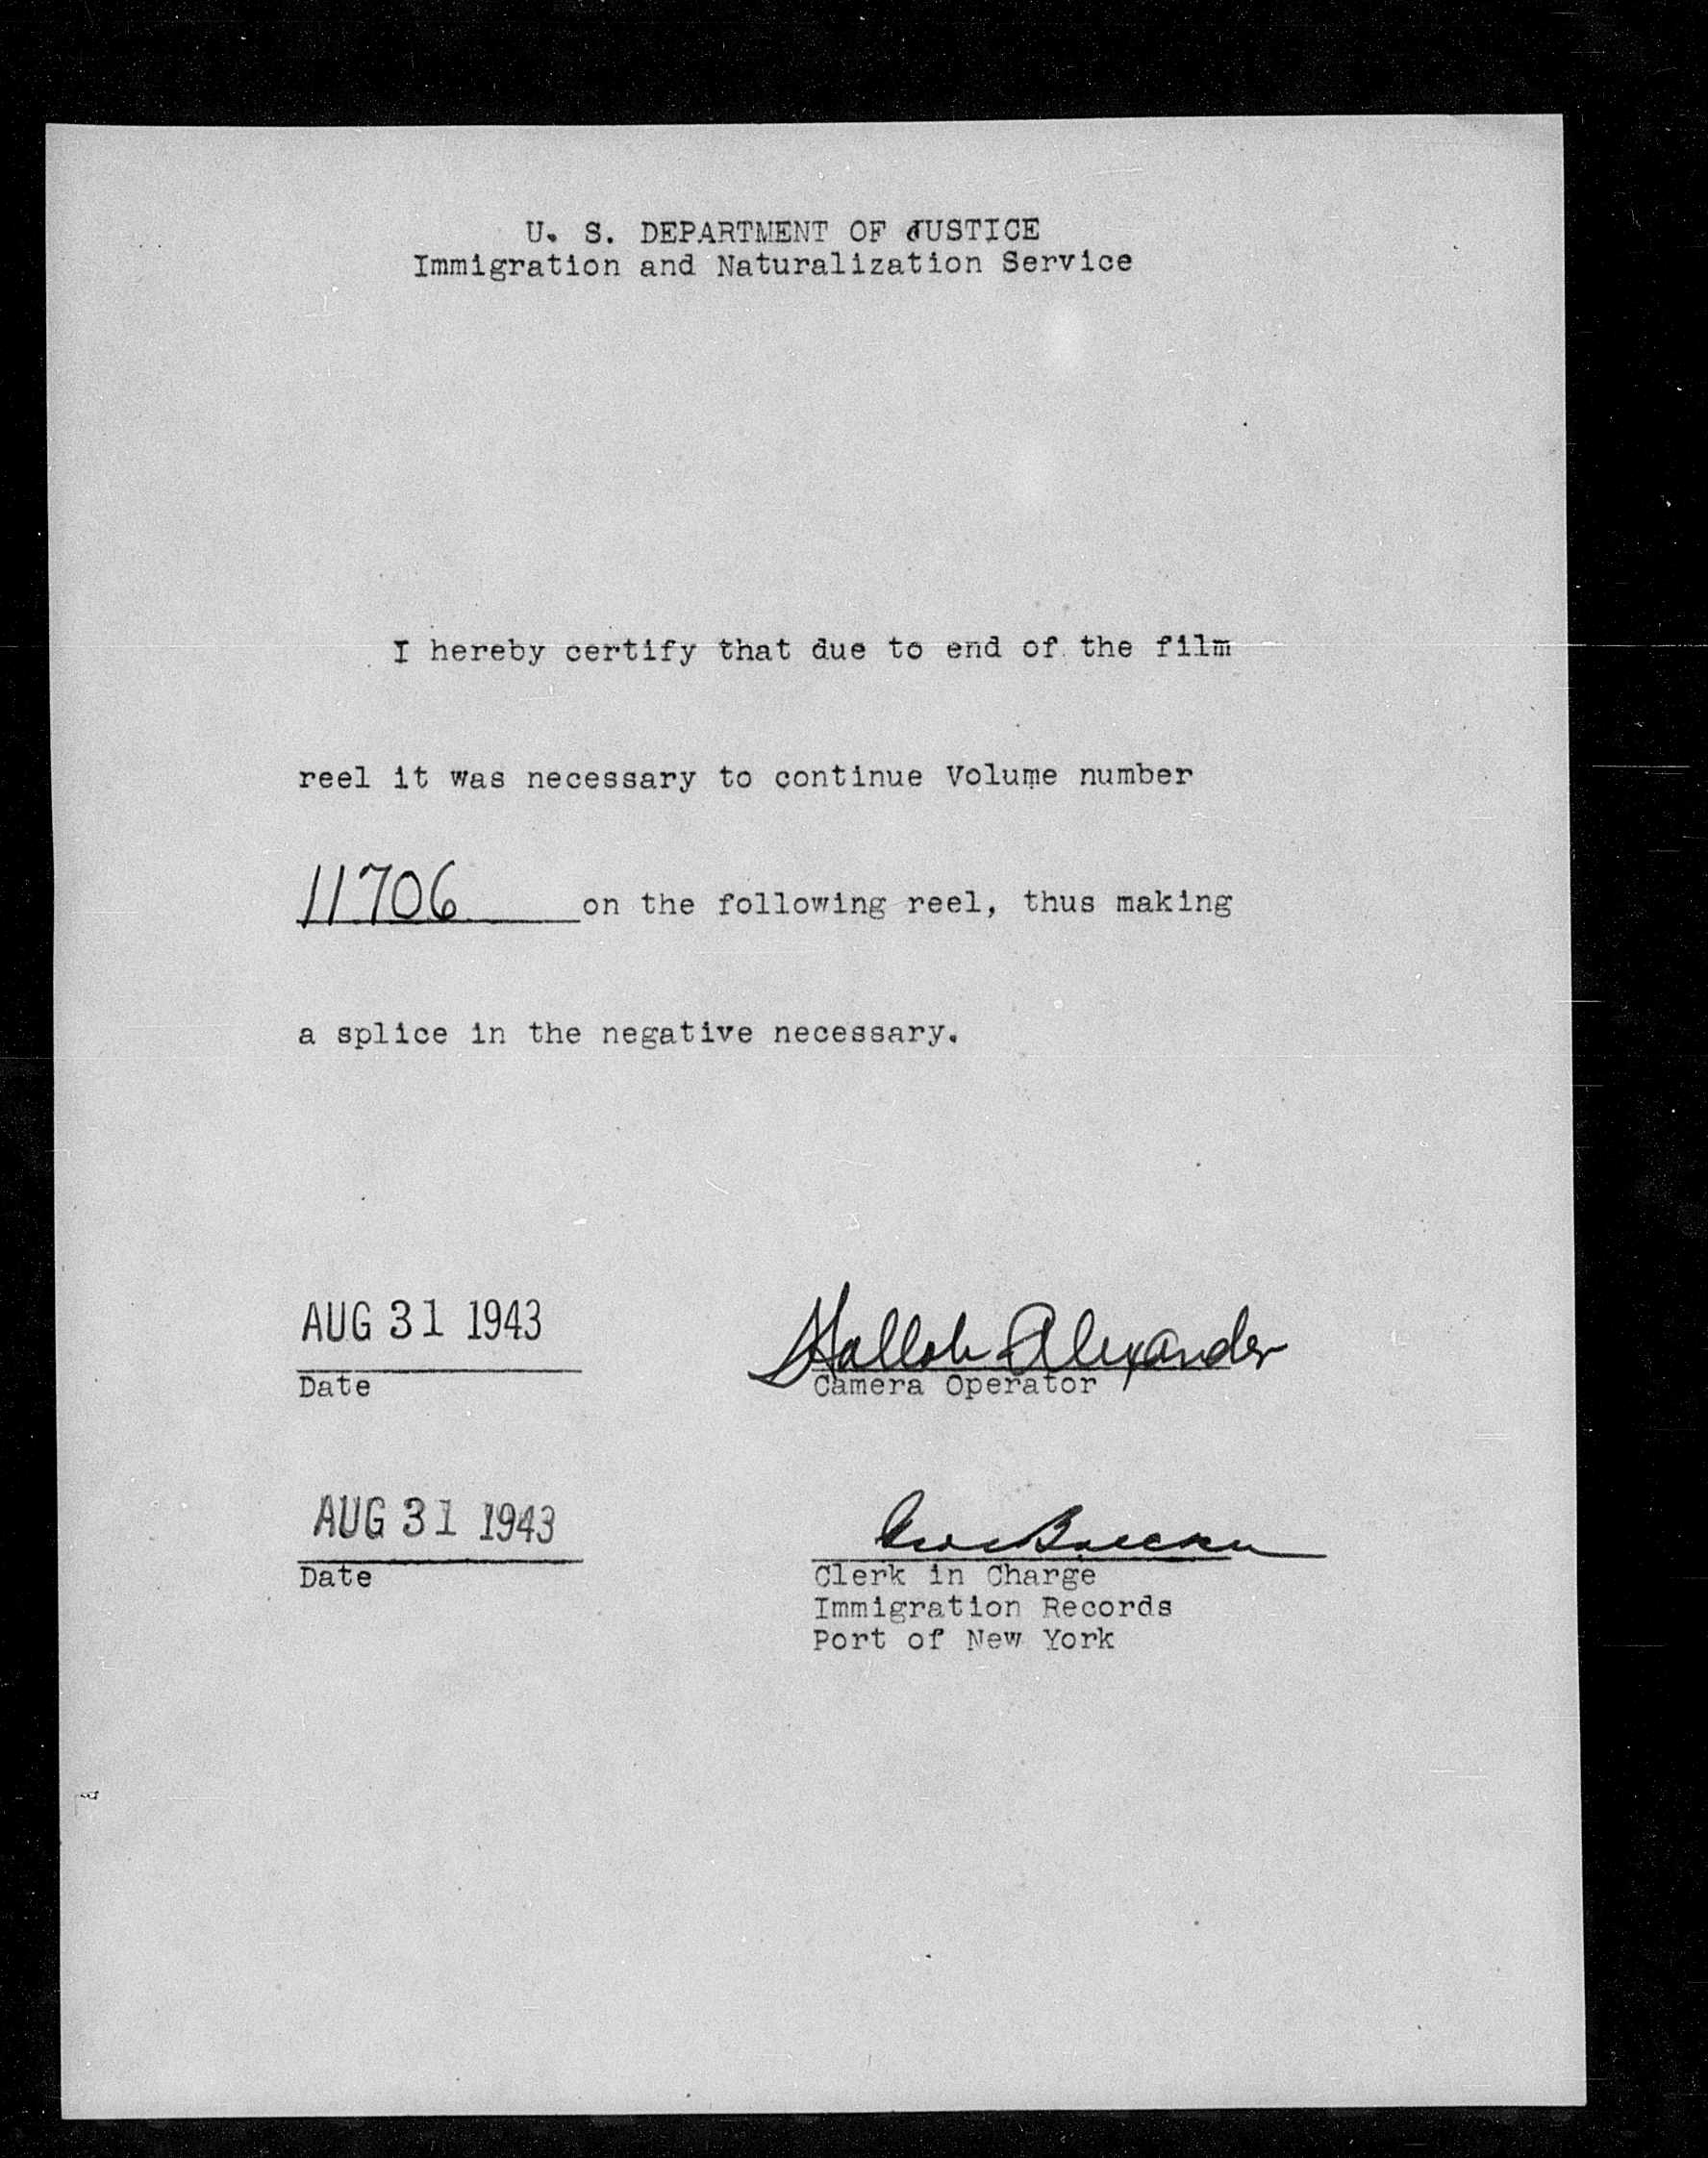 U. S. DEPARTMENT OF JUSTICE
Immigration and Naturalization Service
I hereby certify that due to end of the film
reel it was necessary to continue Volume number
11706 on the following reel, thus making
a splice in the negative necessary.
AUG 31 1943
Alexander
Date
Camera Operator
AUG 31 1943
Date
Clerk in Charge
Immigration Records
Port of New York